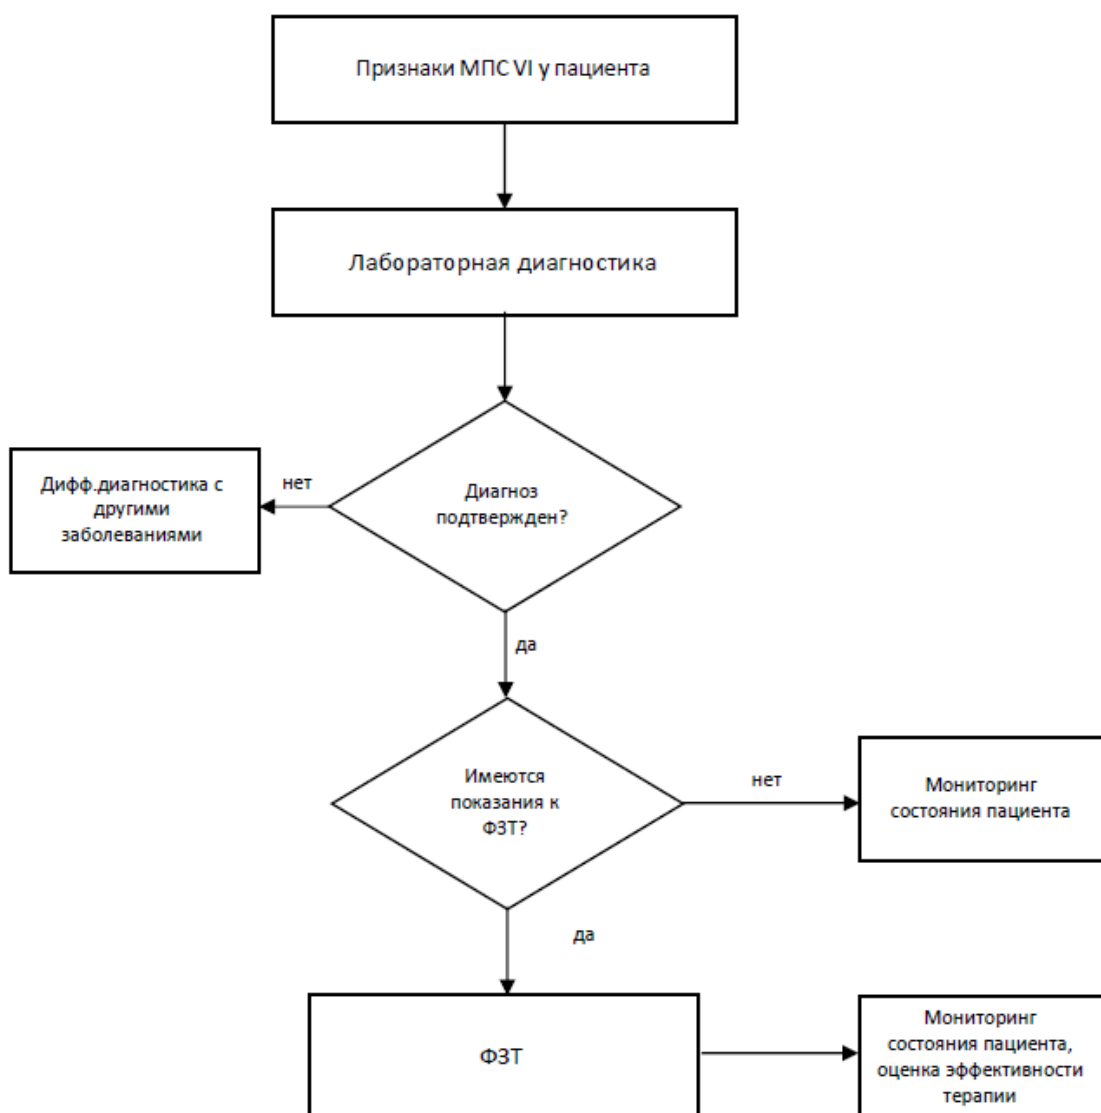 Признаки МПС VI у пациента
Лабораторная диагностика
Диагноз
подтвержден?
нет
Дифф.диагностика с
другими
заболеваниями
да
Имеются
показания к
ФЗТ?
нет
Мониторинг
состояния пациента
да
ФЗТ
Мониторинг
состояния пациента,
оценка эффективности
терапии